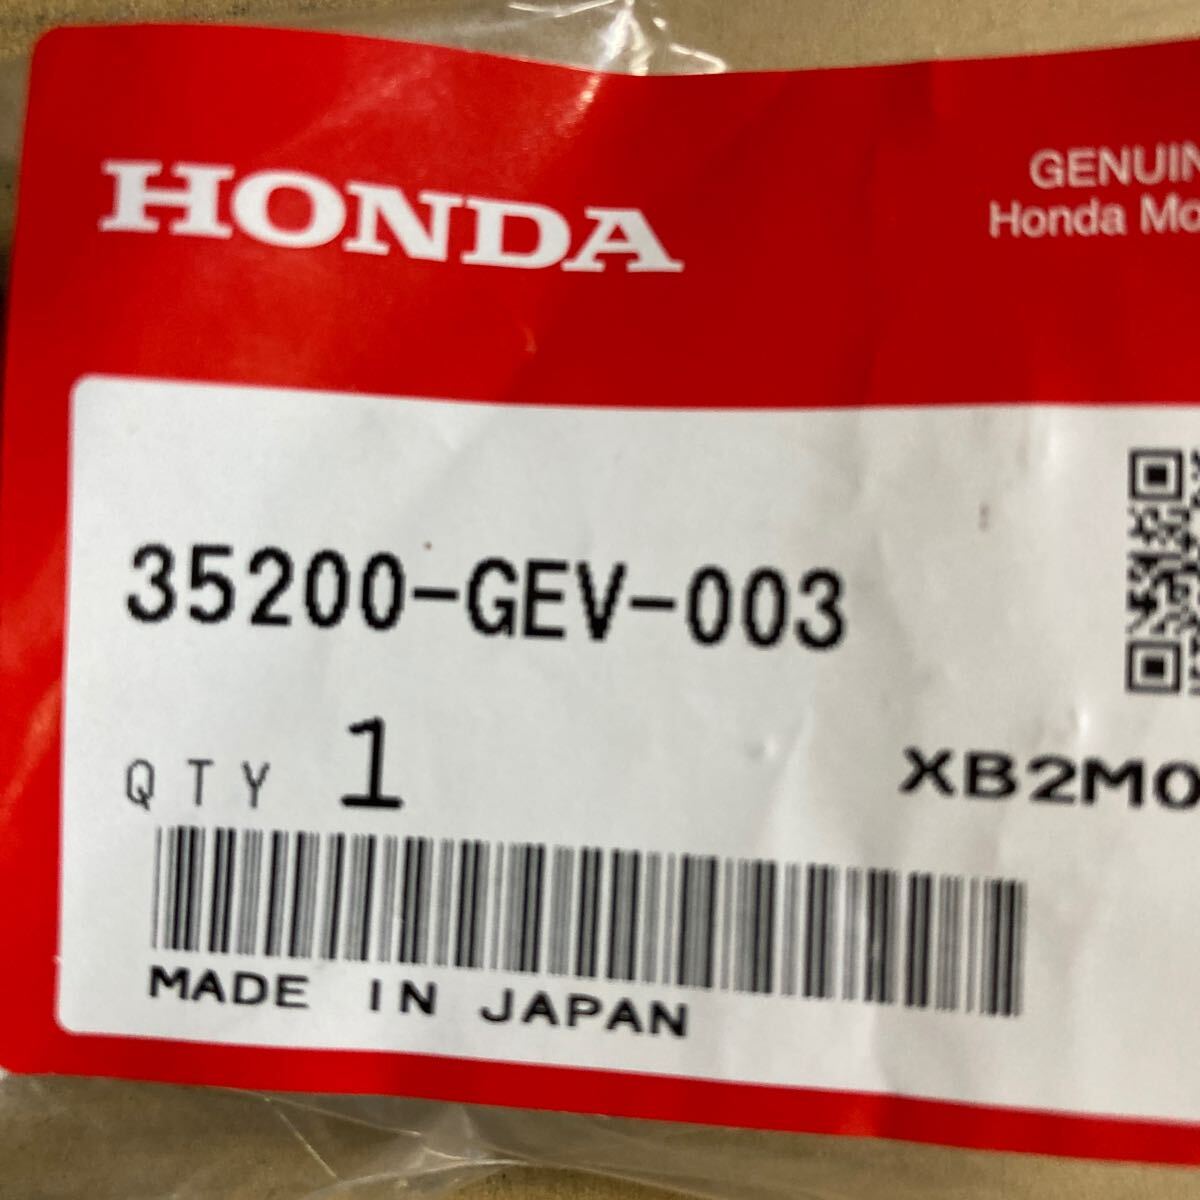 HONDA
GENUIN
Honda Mo
35200-GEV-003
QTY 1
XB2M0
MADE IN JAPAN